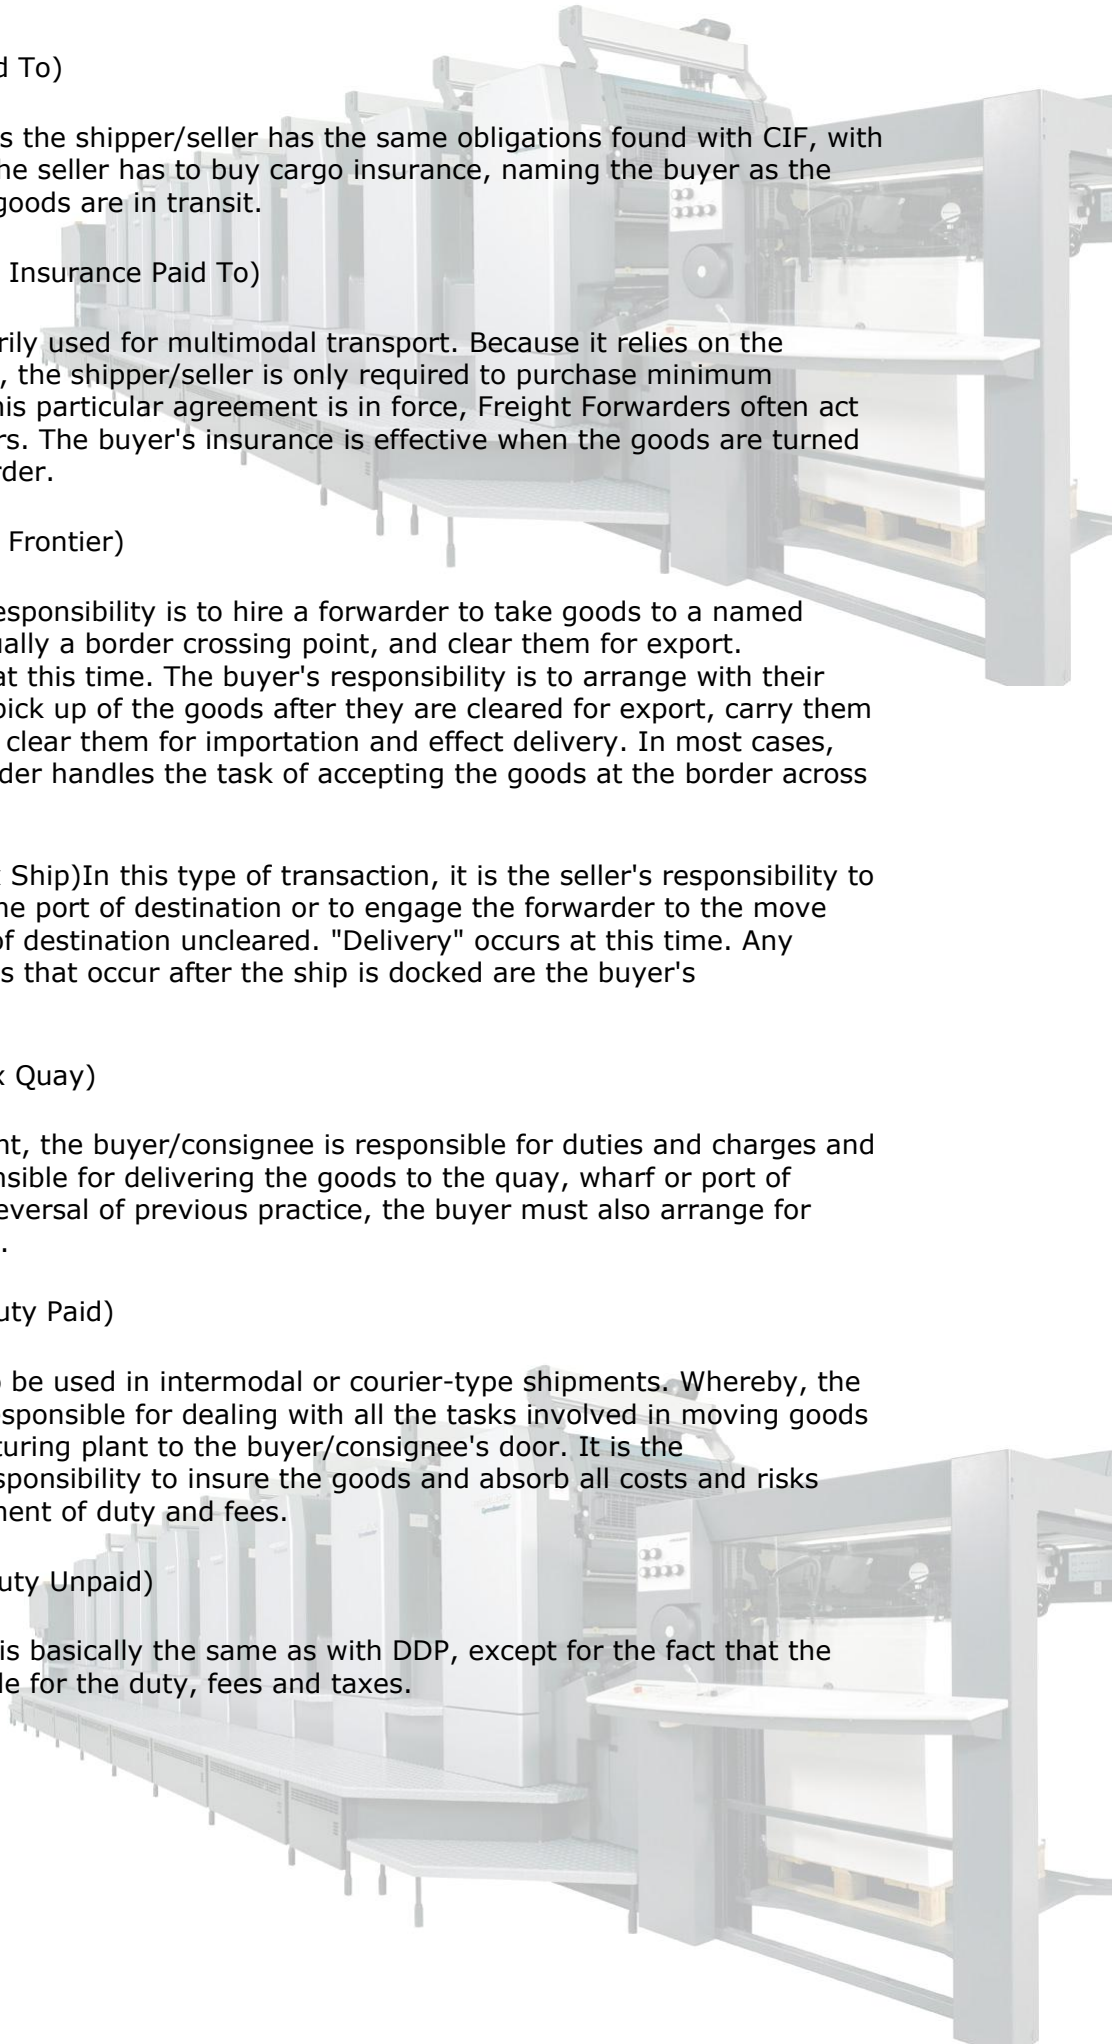 d To)
s the shipper/seller has the same obligations found with CIF, with
he seller has to buy cargo insurance, naming the buyer as the
goods are in transit.
Insurance Paid To)
rily used for multimodal transport. Because it relies on the
, the shipper/seller is only required to purchase minimum
his particular agreement is in force, Freight Forwarders often act
rs. The buyer's insurance is effective when the goods are turned
rder.
Frontier)
esponsibility is to hire a forwarder to take goods to a named
ually a border crossing point, and clear them for export.
at this time. The buyer's responsibility is to arrange with their
pick up of the goods after they are cleared for export, carry them
clear them for importation and effect delivery. In most cases,
der handles the task of accepting the goods at the border across
x Ship)In this type of transaction, it is the seller's responsibility to
he port of destination or to engage the forwarder to the move
of destination uncleared. "Delivery" occurs at this time. Any
s that occur after the ship is docked are the buyer's
x Quay)
nt, the buyer/consignee is responsible for duties and charges and
nsible for delivering the goods to the quay, wharf or port of
eversal of previous practice, the buyer must also arrange for
.
uty Paid)
o be used in intermodal or courier-type shipments. Whereby, the
esponsible for dealing with all the tasks involved in moving goods
turing plant to the buyer/consignee's door. It is the
sponsibility to insure the goods and absorb all costs and risks
ment of duty and fees.
uty Unpaid)
is basically the same as with DDP, except for the fact that the
le for the duty, fees and taxes.